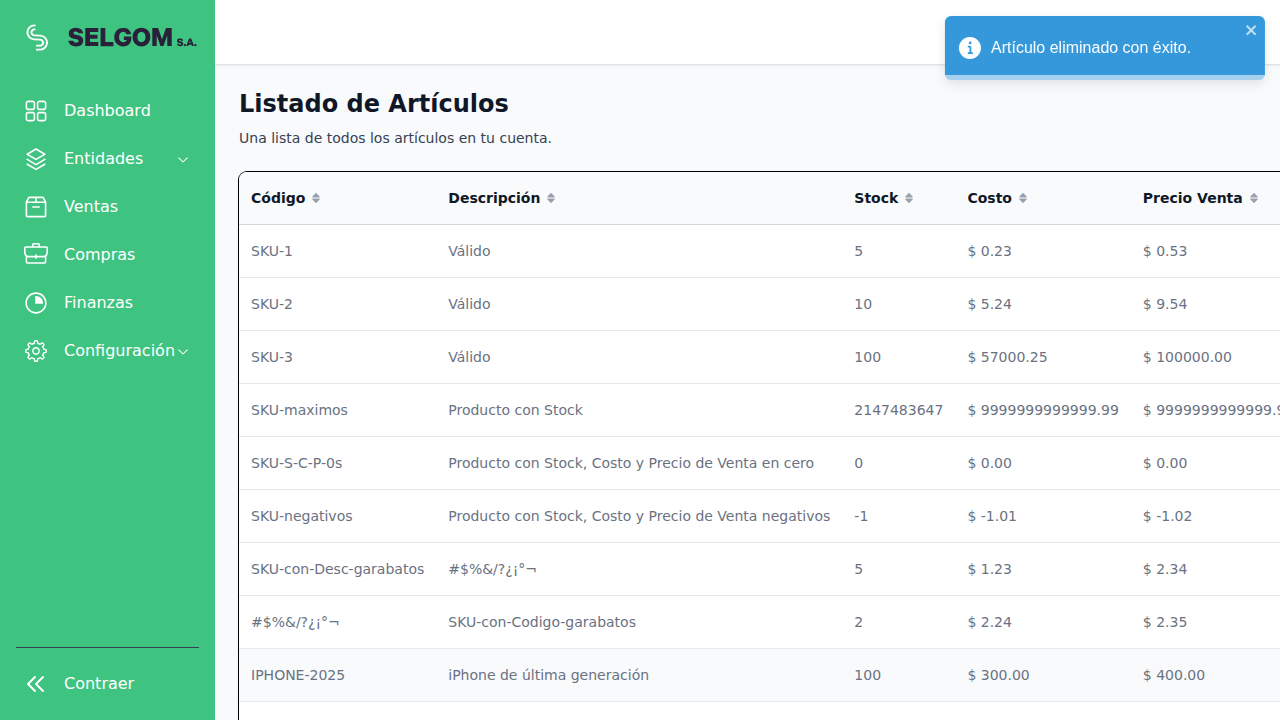 SELGOM S.A.
Artículo eliminado con éxito.
Dashboard
Entidades
Ventas
Compras
Finanzas
Configuración
Contraer
Listado de Artículos
Una lista de todos los artículos en tu cuenta.
Código Descripción Stock Costo Precio Venta
SKU-1 Válido 5 $ 0.23 $ 0.53
SKU-2 Válido 10 $ 5.24 $ 9.54
SKU-3 Válido 100 $ 57000.25 $ 100000.00
SKU-maximos Producto con Stock 2147483647 $ 9999999999999.99 $ 9999999999999.9
SKU-S-C-P-0s Producto con Stock, Costo y Precio de Venta en cero 0 $ 0.00 $ 0.00
SKU-negativos Producto con Stock, Costo y Precio de Venta negativos -1 $ -1.01 $ -1.02
SKU-con-Desc-garabatos #$%&/?¿¡°¬ 5 $ 1.23 $ 2.34
#$%&/?¿¡°¬ SKU-con-Codigo-garabatos 2 $ 2.24 $ 2.35
IPHONE-2025 iPhone de última generación 100 $ 300.00 $ 400.00